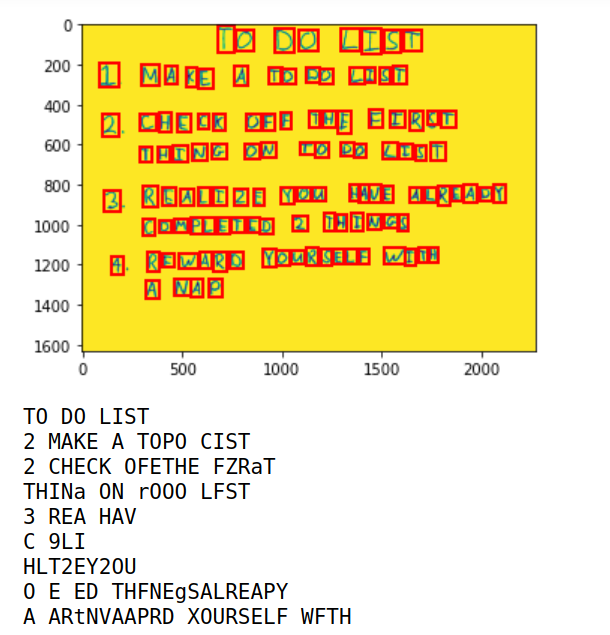 0
200
400
600
800
1000
1200
1400
1600
TO DO LIST
1. MAKE A TO DO LIST
2. CHECK OFF THE FIRST
THING ON TO DO LIST
3. REALIZE YOU HAVE ALREADY
COMPLETED 2 THINGS
4. REWARD YOURSELF WITH
A NAP
0 500 1000 1500 2000
TO DO LIST
2 MAKE A TOPO CIST
2 CHECK OFETHE FZRaT
THINa ON rOOO LFST
3 REA HAV
C 9LI
HLT2EY2OU
O E ED THFNEgSALREAPY
A ARtNVAAPRD XOURSELF WFTH